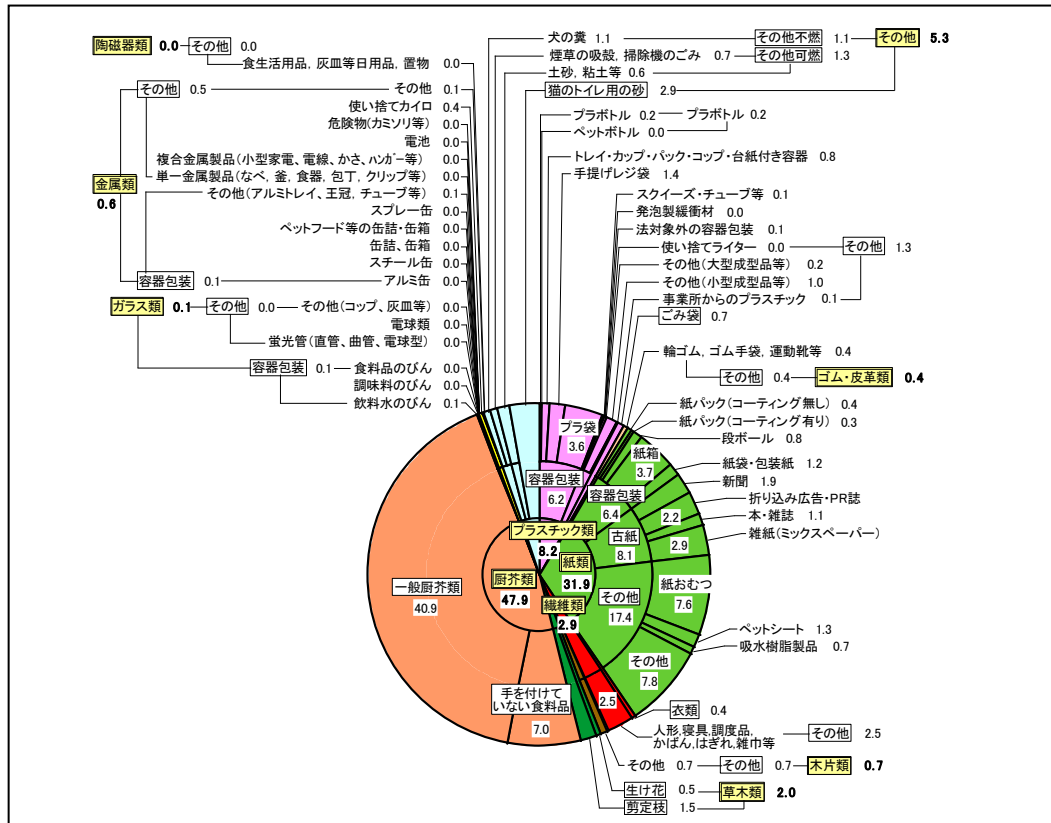 陶磁器類 0.0 その他 0.0
食生活用品, 灰皿等日用品, 置物 0.0
その他 0.5 その他 0.1
使い捨てカイロ 0.4
危険物(カミソリ等) 0.0
電池 0.0
複合金属製品(小型家電、電線、かさ、ハンガー等) 0.0
単一金属製品(なべ、釜、食器、包丁、クリップ等) 0.0
金属類 0.6
その他(アルミトレイ、王冠、チューブ等) 0.1
スプレー缶 0.0
ペットフード等の缶詰・缶箱 0.0
缶詰、缶箱 0.0
スチール缶 0.0
容器包装 0.1 アルミ缶 0.0
ガラス類 0.1 その他 0.0 その他(コップ、灰皿等) 0.0
電球類 0.0
蛍光管(直管、曲管、電球型) 0.0
容器包装 0.1 食料品のびん 0.0
調味料のびん 0.0
飲料水のびん 0.1
犬の糞 1.1 その他不燃 1.1 その他 5.3
煙草の吸殻, 掃除機のごみ 0.7 その他可燃 1.3
土砂, 粘土等 0.6
猫のトイレ用の砂 2.9
プラボトル 0.2 プラボトル 0.2
ペットボトル 0.0
トレイ・カップ・パック・コップ・台紙付き容器 0.8
手提げレジ袋 1.4
スクイーズ・チューブ等 0.1
発泡製緩衝材 0.0
法対象外の容器包装 0.1
使い捨てライター 0.0 その他 1.3
その他(大型成型品等) 0.2
その他(小型成型品等) 1.0
事業所からのプラスチック 0.1
ごみ袋 0.7
輪ゴム, ゴム手袋, 運動靴等 0.4
その他 0.4 ゴム・皮革類 0.4
紙パック(コーティング無し) 0.4
紙パック(コーティング有り) 0.3
段ボール 0.8
プラ袋
3.6
紙箱
3.7
紙袋・包装紙 1.2
容器包装
6.2
新聞 1.9
容器包装
6.4
折り込み広告・PR誌
2.2
本・雑誌 1.1
プラスチック類
8.2
古紙
8.1
雑紙(ミックスペーパー)
2.9
紙類
31.9
一般厨芥類
40.9
厨芥類
47.9
紙おむつ
7.6
繊維類
2.9
その他
17.4
ペットシート 1.3
吸水樹脂製品 0.7
その他
7.8
手を付けて
いない食料品
7.0
2.5
衣類 0.4
人形,寝具,調度品,
かばん,はぎれ,雑巾等 その他 2.5
その他 0.7 その他 0.7 木片類 0.7
生け花 0.5 草木類 2.0
剪定枝 1.5